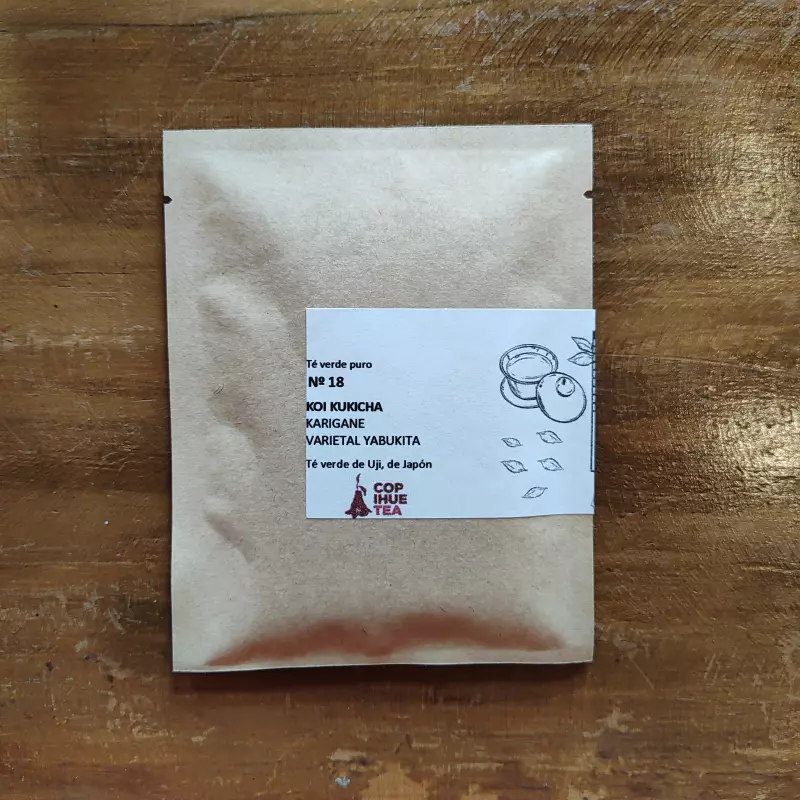 Té verde puro
Nº 18
KOI KUKICHA
KARIGANE
VARIETAL YABUKITA
Té verde de Uji, de Japón
COP
IHUE
TEA